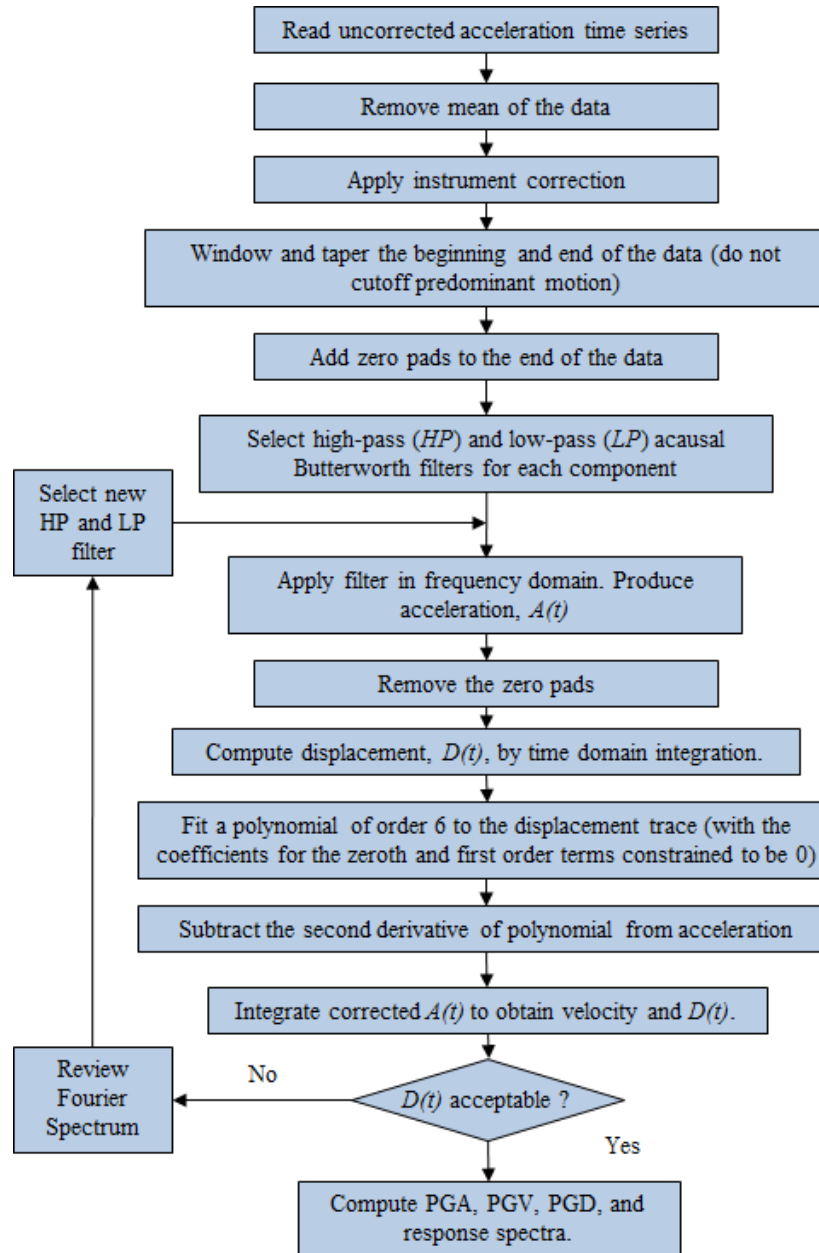 Read uncorrected acceleration time series
Remove mean of the data
Apply instrument correction
Window and taper the beginning and end of the data (do not
cutoff predominant motion)
Add zero pads to the end of the data
Select high-pass (HP) and low-pass (LP) acausal
Butterworth filters for each component
Select new
HP and LP
filter
Apply filter in frequency domain. Produce
acceleration, A(t)
Remove the zero pads
Compute displacement, D(t), by time domain integration.
Fit a polynomial of order 6 to the displacement trace (with the
coefficients for the zeroth and first order terms constrained to be 0)
Subtract the second derivative of polynomial from acceleration
Integrate corrected A(t) to obtain velocity and D(t).
D(t) acceptable ?
No
Review
Fourier
Spectrum
Yes
Compute PGA, PGV, PGD, and
response spectra.